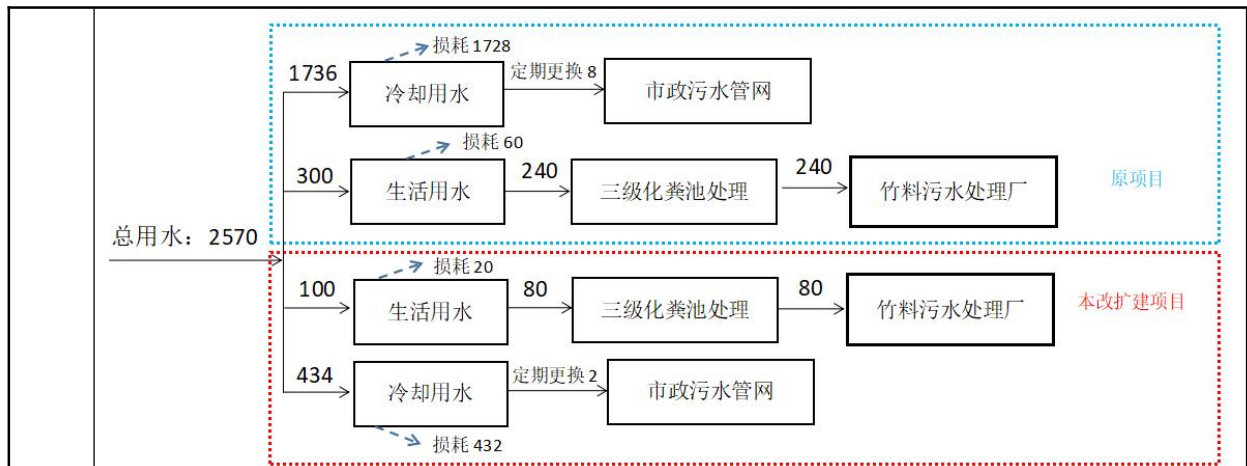 损耗 1728
1736
冷却用水
定期更换 8
市政污水管网
损耗 60
300
生活用水
240
三级化粪池处理
240
竹料污水处理厂
原项目
总用水：2570
损耗 20
100
生活用水
80
三级化粪池处理
80
竹料污水处理厂
本改扩建项目
434
冷却用水
定期更换 2
市政污水管网
损耗 432